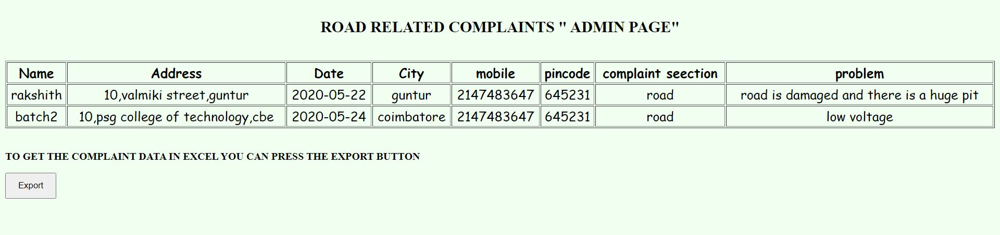 ROAD RELATED COMPLAINTS " ADMIN PAGE"
Name Address Date City mobile pincode complaint seection problem
rakshith 10,valmiki street,guntur 2020-05-22 guntur 2147483647 645231 road road is damaged and there is a huge pit
batch2 10,psg college of technology,cbe 2020-05-24 coimbatore 2147483647 645231 road low voltage
TO GET THE COMPLAINT DATA IN EXCEL YOU CAN PRESS THE EXPORT BUTTON
Export